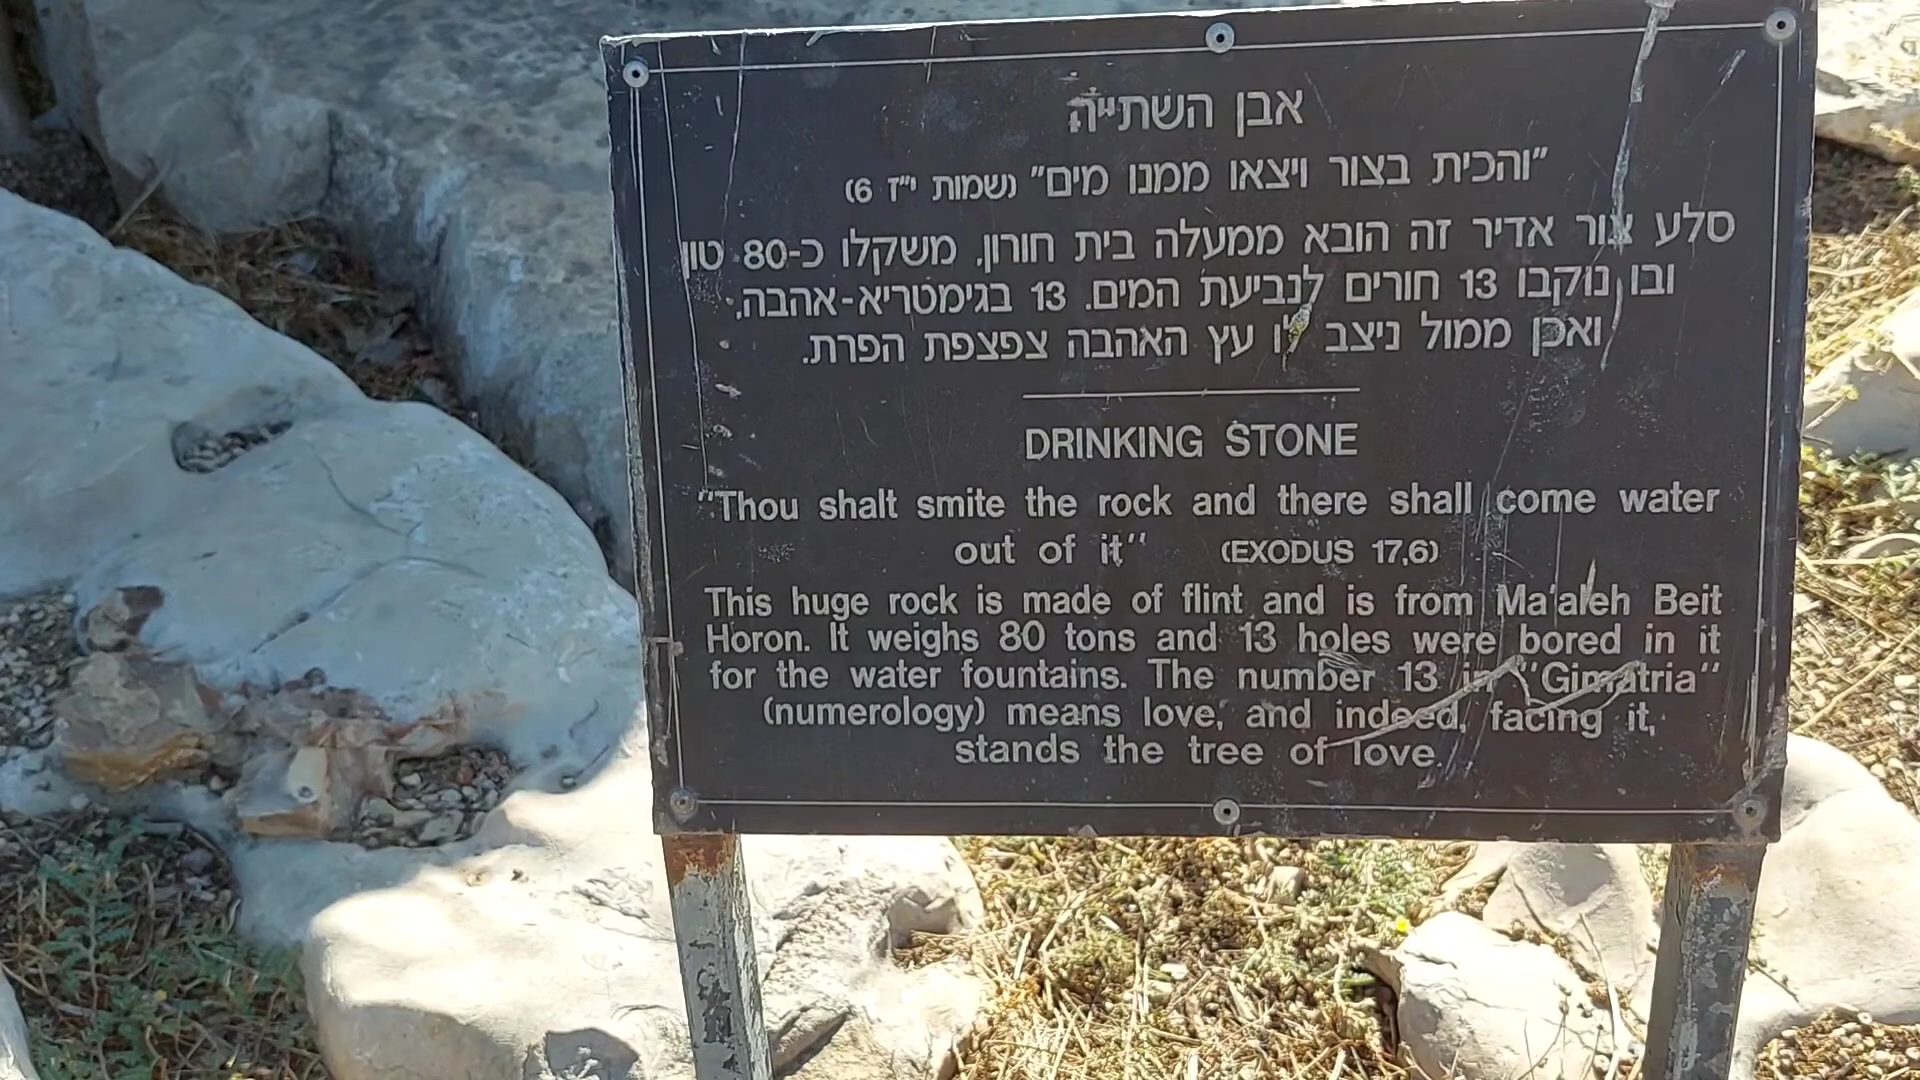 אבן השתייה
"והכית בצור ויצאו ממנו מים" (שמות י"ז 6)
סלע צור אדיר זה הובא ממעלה בית חורון. משקלו כ-80 טון
ובו נוקבו 13 חורים לנביעת המים. 13 בגימטריא-אהבה.
ואכן ממול ניצב לו עץ האהבה צפצפת הפרת.
DRINKING STONE
"Thou shalt smite the rock and there shall come water
out of it" (EXODUS 17,6)
This huge rock is made of flint and is from Ma'aleh Beit
Horon. It weighs 80 tons and 13 holes were bored in it
for the water fountains. The number 13 in "Gimatria"
(numerology) means love, and indeed, facing it,
stands the tree of love.